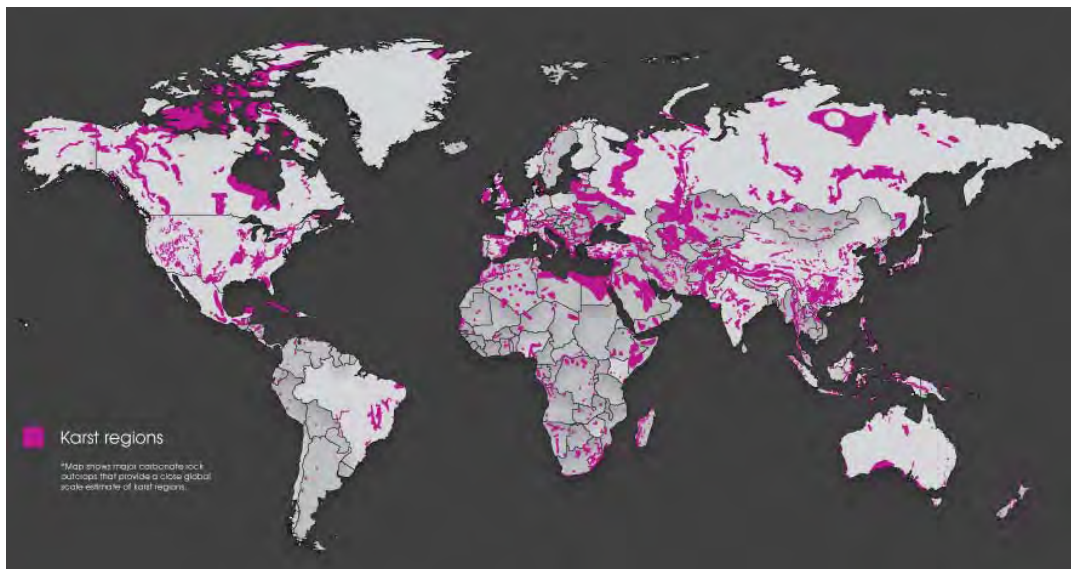 Karst regions
*Map shows major carbonate rock
outcrops that provide a close global
scale estimate of karst regions.